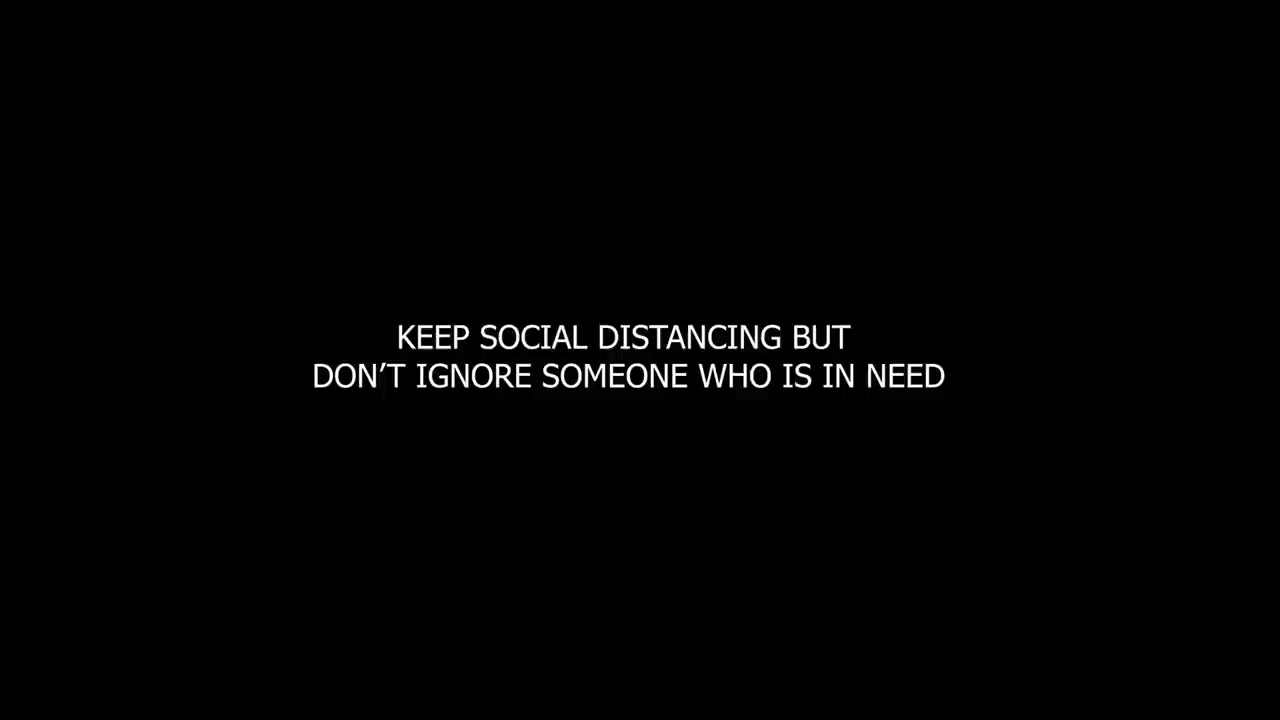 KEEP SOCIAL DISTANCING BUT
DON’T IGNORE SOMEONE WHO IS IN NEED